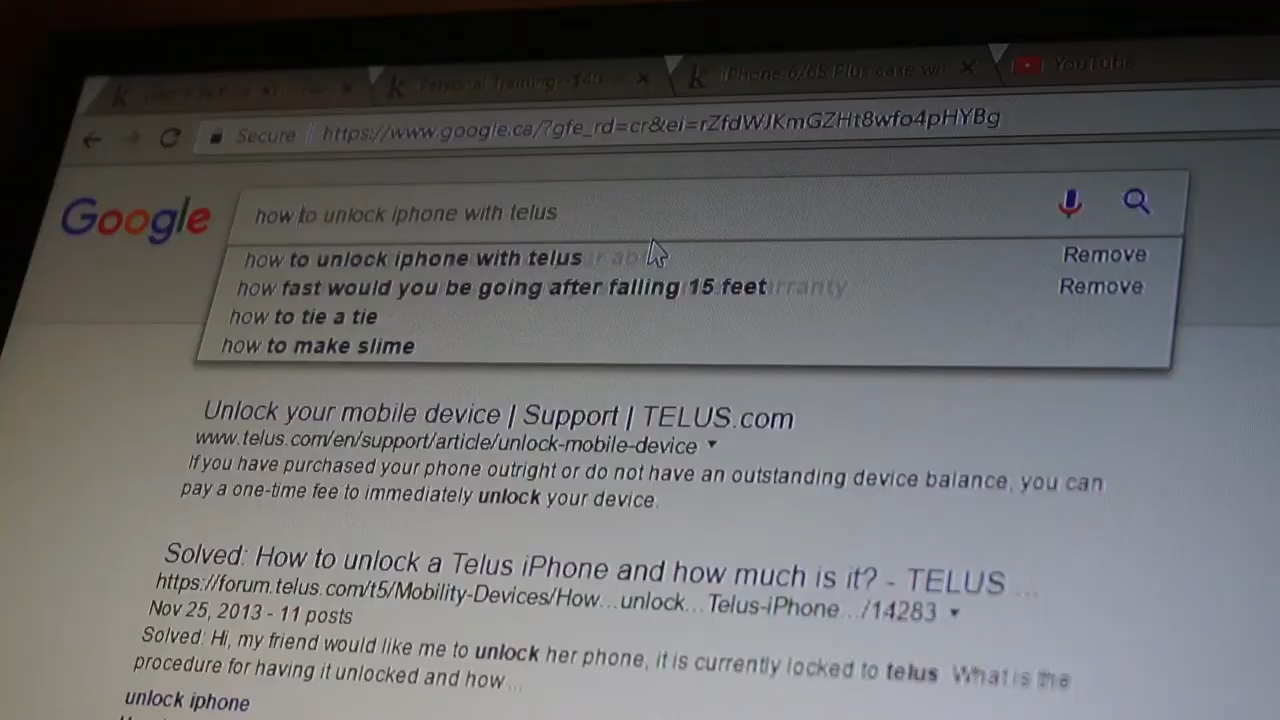 Personal Training - $49
iPhone 6/6S Plus case wi
YouTube
Secure https://www.google.ca/?gfe_rd=cr&ei=rZfdWJKmGZHt8wfo4pHYBg
Google how to unlock iphone with telus
how to unlock iphone with telus Remove
how fast would you be going after falling 15 feet Remove
how to tie a tie
how to make slime
Unlock your mobile device | Support | TELUS.com
www.telus.com/en/support/article/unlock-mobile-device
If you have purchased your phone outright or do not have an outstanding device balance, you can
pay a one-time fee to immediately unlock your device.
Solved: How to unlock a Telus iPhone and how much is it? - TELUS ...
https://forum.telus.com/t5/Mobility-Devices/How...unlock...Telus-iPhone.../14283
Nov 25, 2013 - 11 posts
Solved: Hi, my friend would like me to unlock her phone, it is currently locked to telus. What is the
procedure for having it unlocked and how ...
unlock iphone